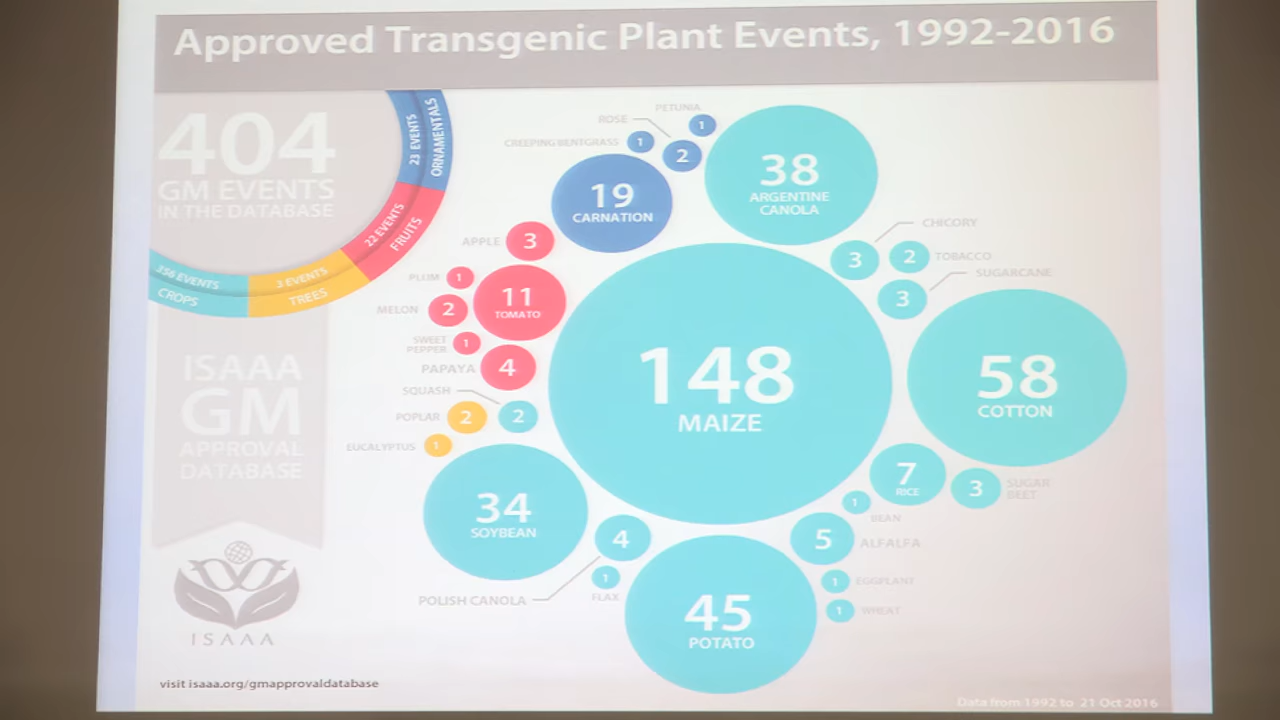 Approved Transgenic Plant Events, 1992-2016
404
GM EVENTS
IN THE DATABASE
23 EVENTS
ORNAMENTALS
22 EVENTS
FRUITS
3 EVENTS
TREES
356 EVENTS
CROPS
ISAAA
GM
APPROVAL
DATABASE
ISAAA
visit isaaa.org/gmapprovaldatabase
PETUNIA
1
ROSE
2
CREEPING BENTGRASS
1
19
CARNATION
38
ARGENTINE
CANOLA
APPLE
3
PLUM
1
11
TOMATO
MELON
2
SWEET
PEPPER
1
PAPAYA
4
SQUASH
2
POPLAR
2
EUCALYPTUS
1
CHICORY
3
2
TOBACCO
SUGARCANE
3
148
MAIZE
58
COTTON
7
RICE
3
SUGAR
BEET
1
BEAN
5
ALFALFA
1
EGGPLANT
1
WHEAT
34
SOYBEAN
4
POLISH CANOLA
1
FLAX
45
POTATO
Data from 1992 to 21 Oct 2016